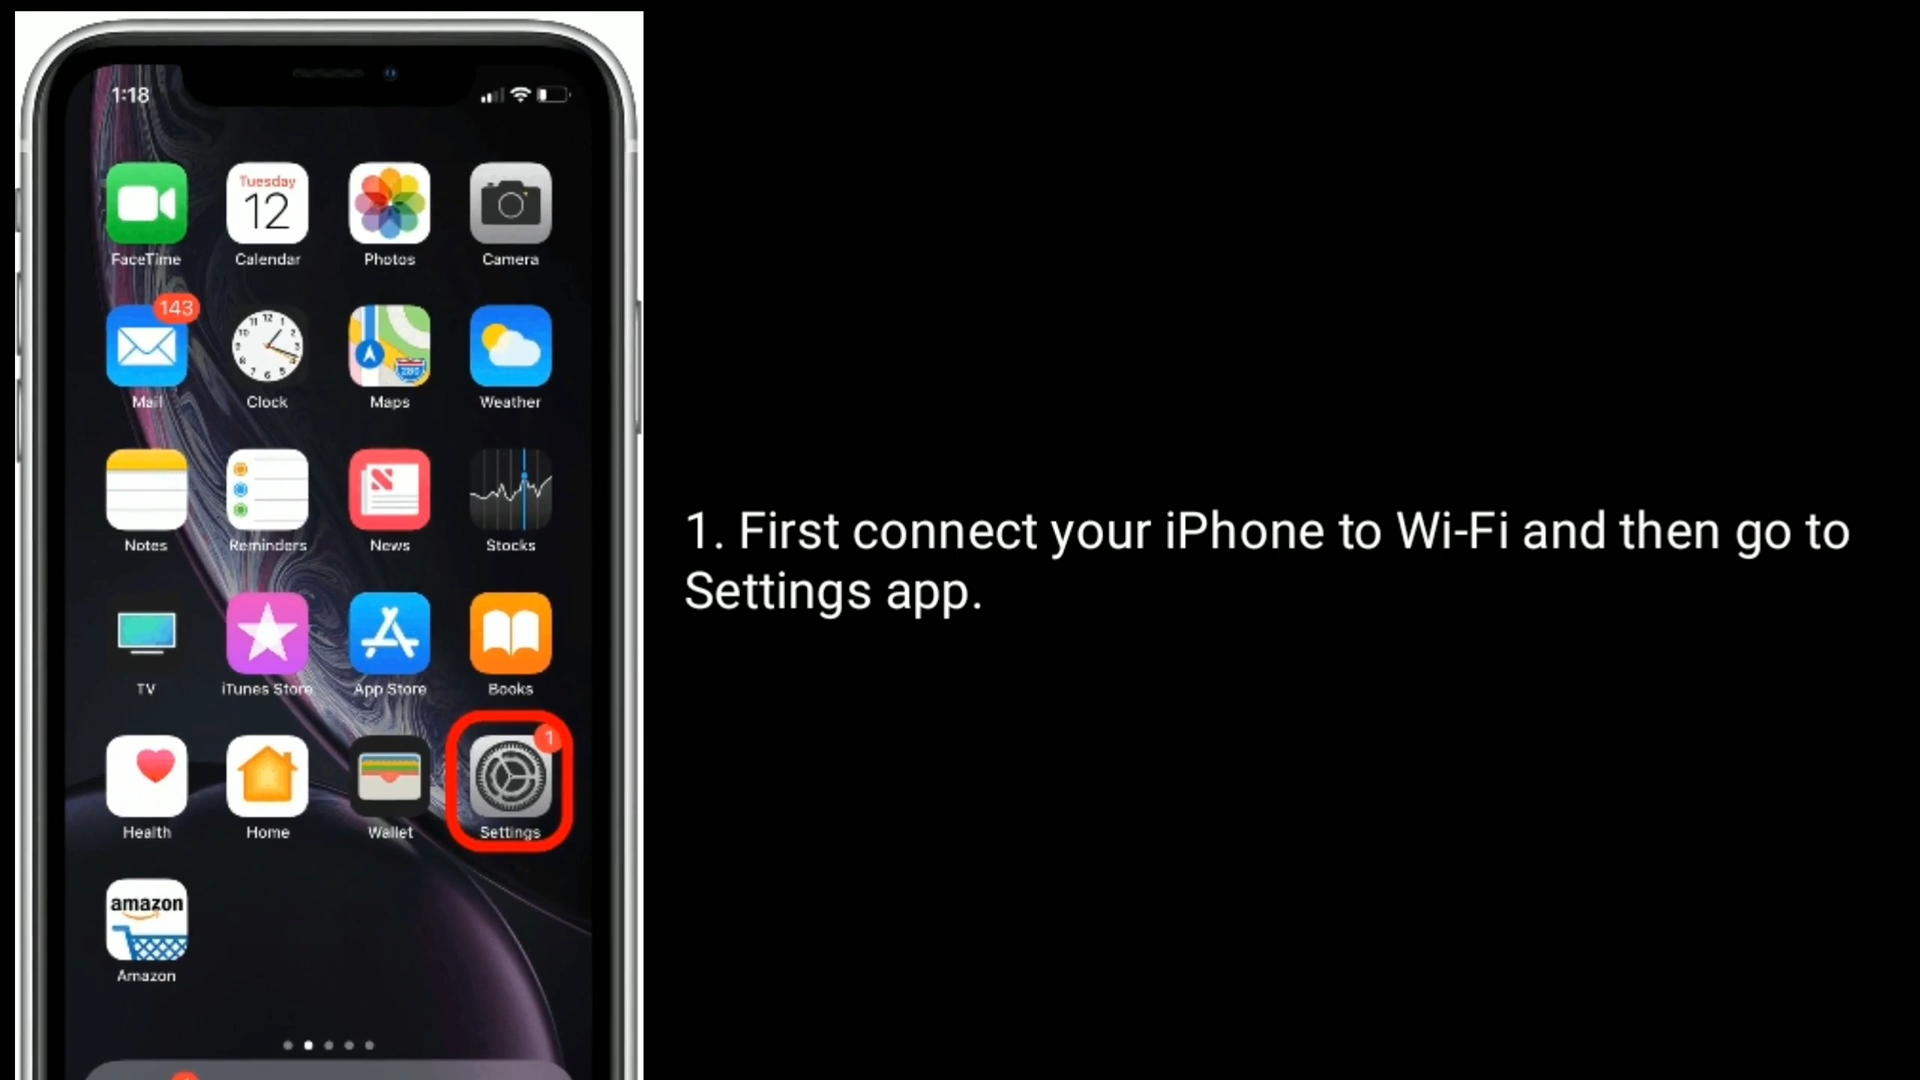 1:18
Tuesday
12
FaceTime
Calendar
Photos
Camera
143
12
280
Mail
Clock
Maps
Weather
Notes
Reminders
News
Stocks
TV
iTunes Store
App Store
Books
1
Health
Home
Wallet
Settings
amazon
Amazon
1. First connect your iPhone to Wi-Fi and then go to
Settings app.